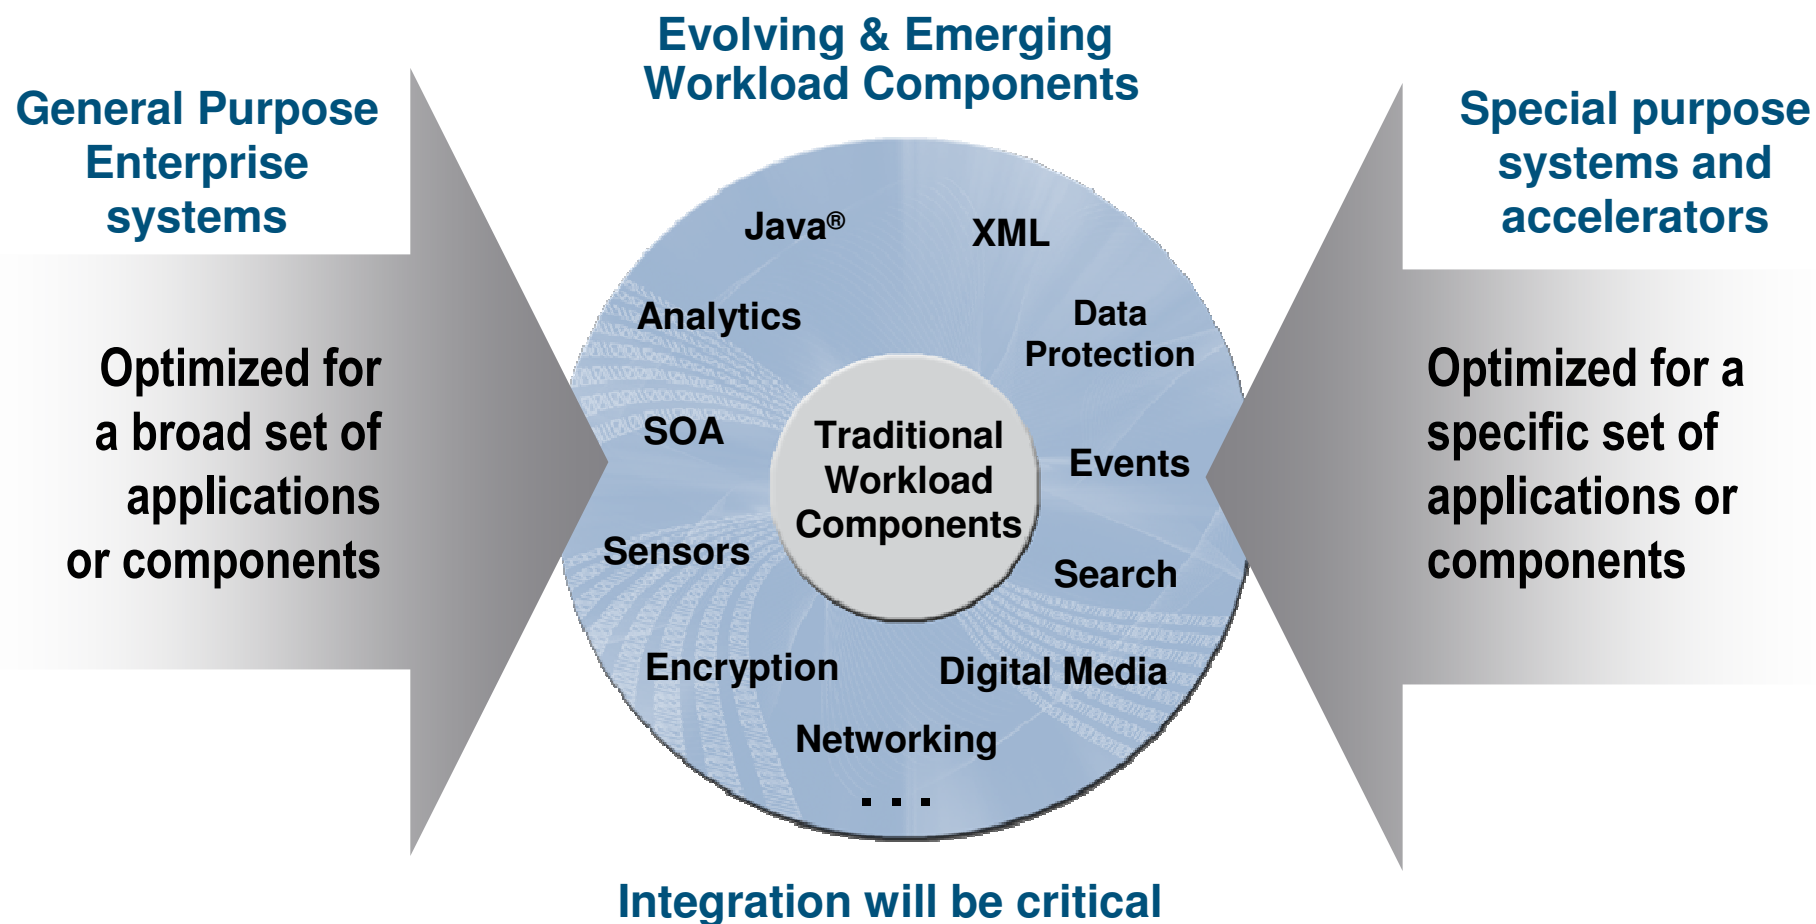 Evolving & Emerging
Workload Components
General Purpose
Enterprise
systems
Special purpose
systems and
accelerators
Optimized for
a broad set of
applications
or components
Java®
XML
Analytics
Data
Protection
SOA
Traditional
Workload
Components
Events
Sensors
Search
Encryption
Digital Media
Networking
...
Optimized for a
specific set of
applications or
components
Integration will be critical